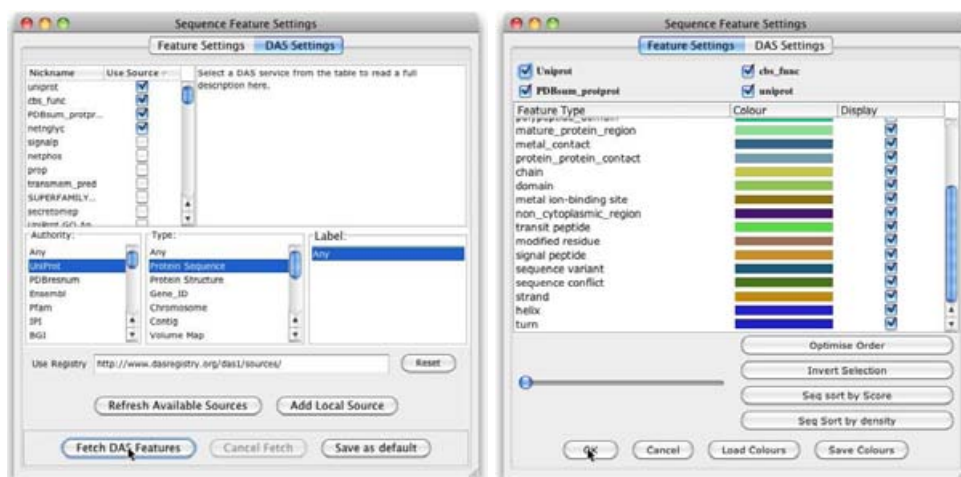 Sequence Feature Settings
Feature Settings DAS Settings
Nickname Use Source
uniprot
cbs_func
PDBsum_protpr...
netnglyc
signalp
netphos
prop
transmem_pred
SUPERFAMILY...
secretomep
Select a DAS service from the table to read a full
description here.
Authority:
Any
UniProt
PDBresnum
Ensembl
Pfam
IPI
BGI
Type:
Any
Protein Sequence
Protein Structure
Gene_ID
Chromosome
Contig
Volume Map
Label:
Any
Use Registry http://www.dasregistry.org/das1/sources/ Reset
Refresh Available Sources Add Local Source
Fetch DAS Features Cancel Fetch Save as default
Sequence Feature Settings
Feature Settings DAS Settings
Uniprot cbs_func
PDBsum_protprot uniprot
Feature Type Colour Display
polypeptide_domain
mature_protein_region
metal_contact
protein_protein_contact
chain
domain
metal ion-binding site
non_cytoplasmic_region
transit peptide
modified residue
signal peptide
sequence variant
sequence conflict
strand
helix
turn
Optimise Order
Invert Selection
Seq sort by Score
Seq Sort by density
OK Cancel Load Colours Save Colours